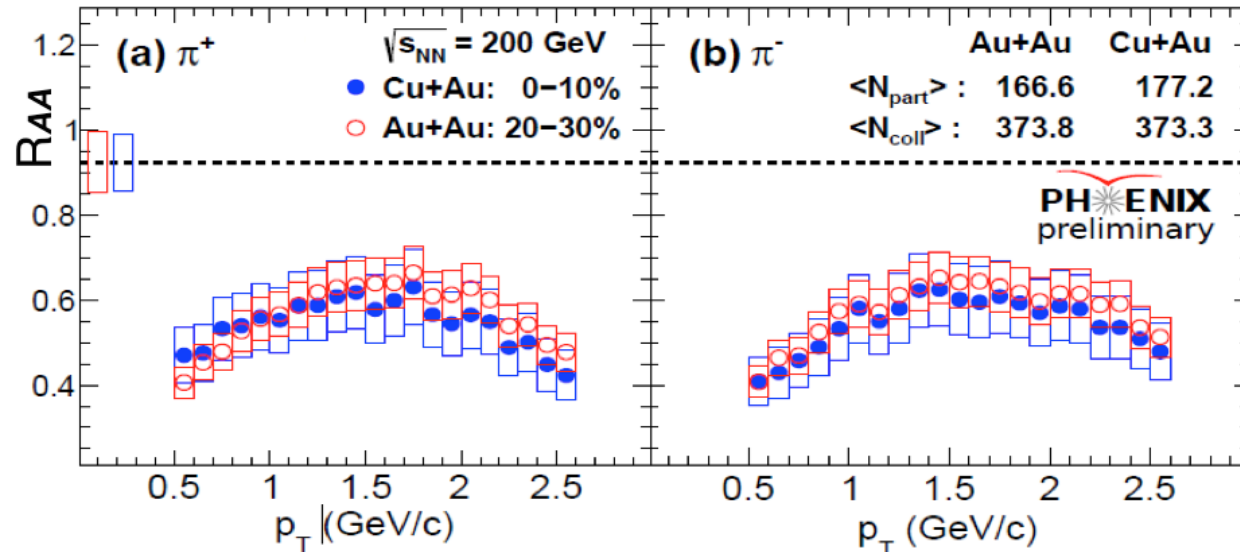 (a) π⁺
√s_NN = 200 GeV
Cu+Au: 0−10%
Au+Au: 20−30%
(b) π⁻
Au+Au Cu+Au
<N_part> : 166.6 177.2
<N_coll> : 373.8 373.3
PHENIX
preliminary
R_AA
1.2
1
0.8
0.6
0.4
0.5 1 1.5 2 2.5
p_T |(GeV/c)
0.5 1 1.5 2 2.5
p_T (GeV/c)